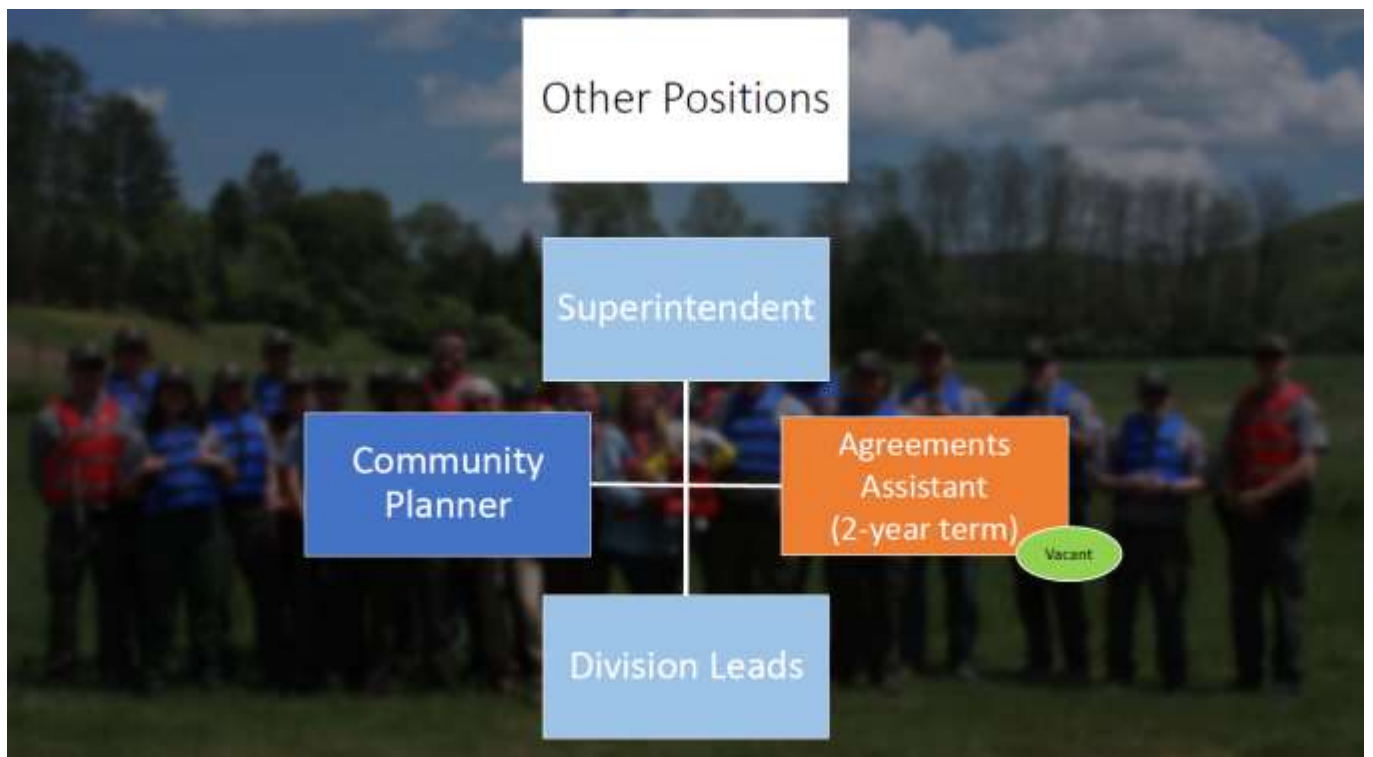 Other Positions
Superintendent
Community
Planner
Agreements
Assistant
(2-year term)
Vacant
Division Leads